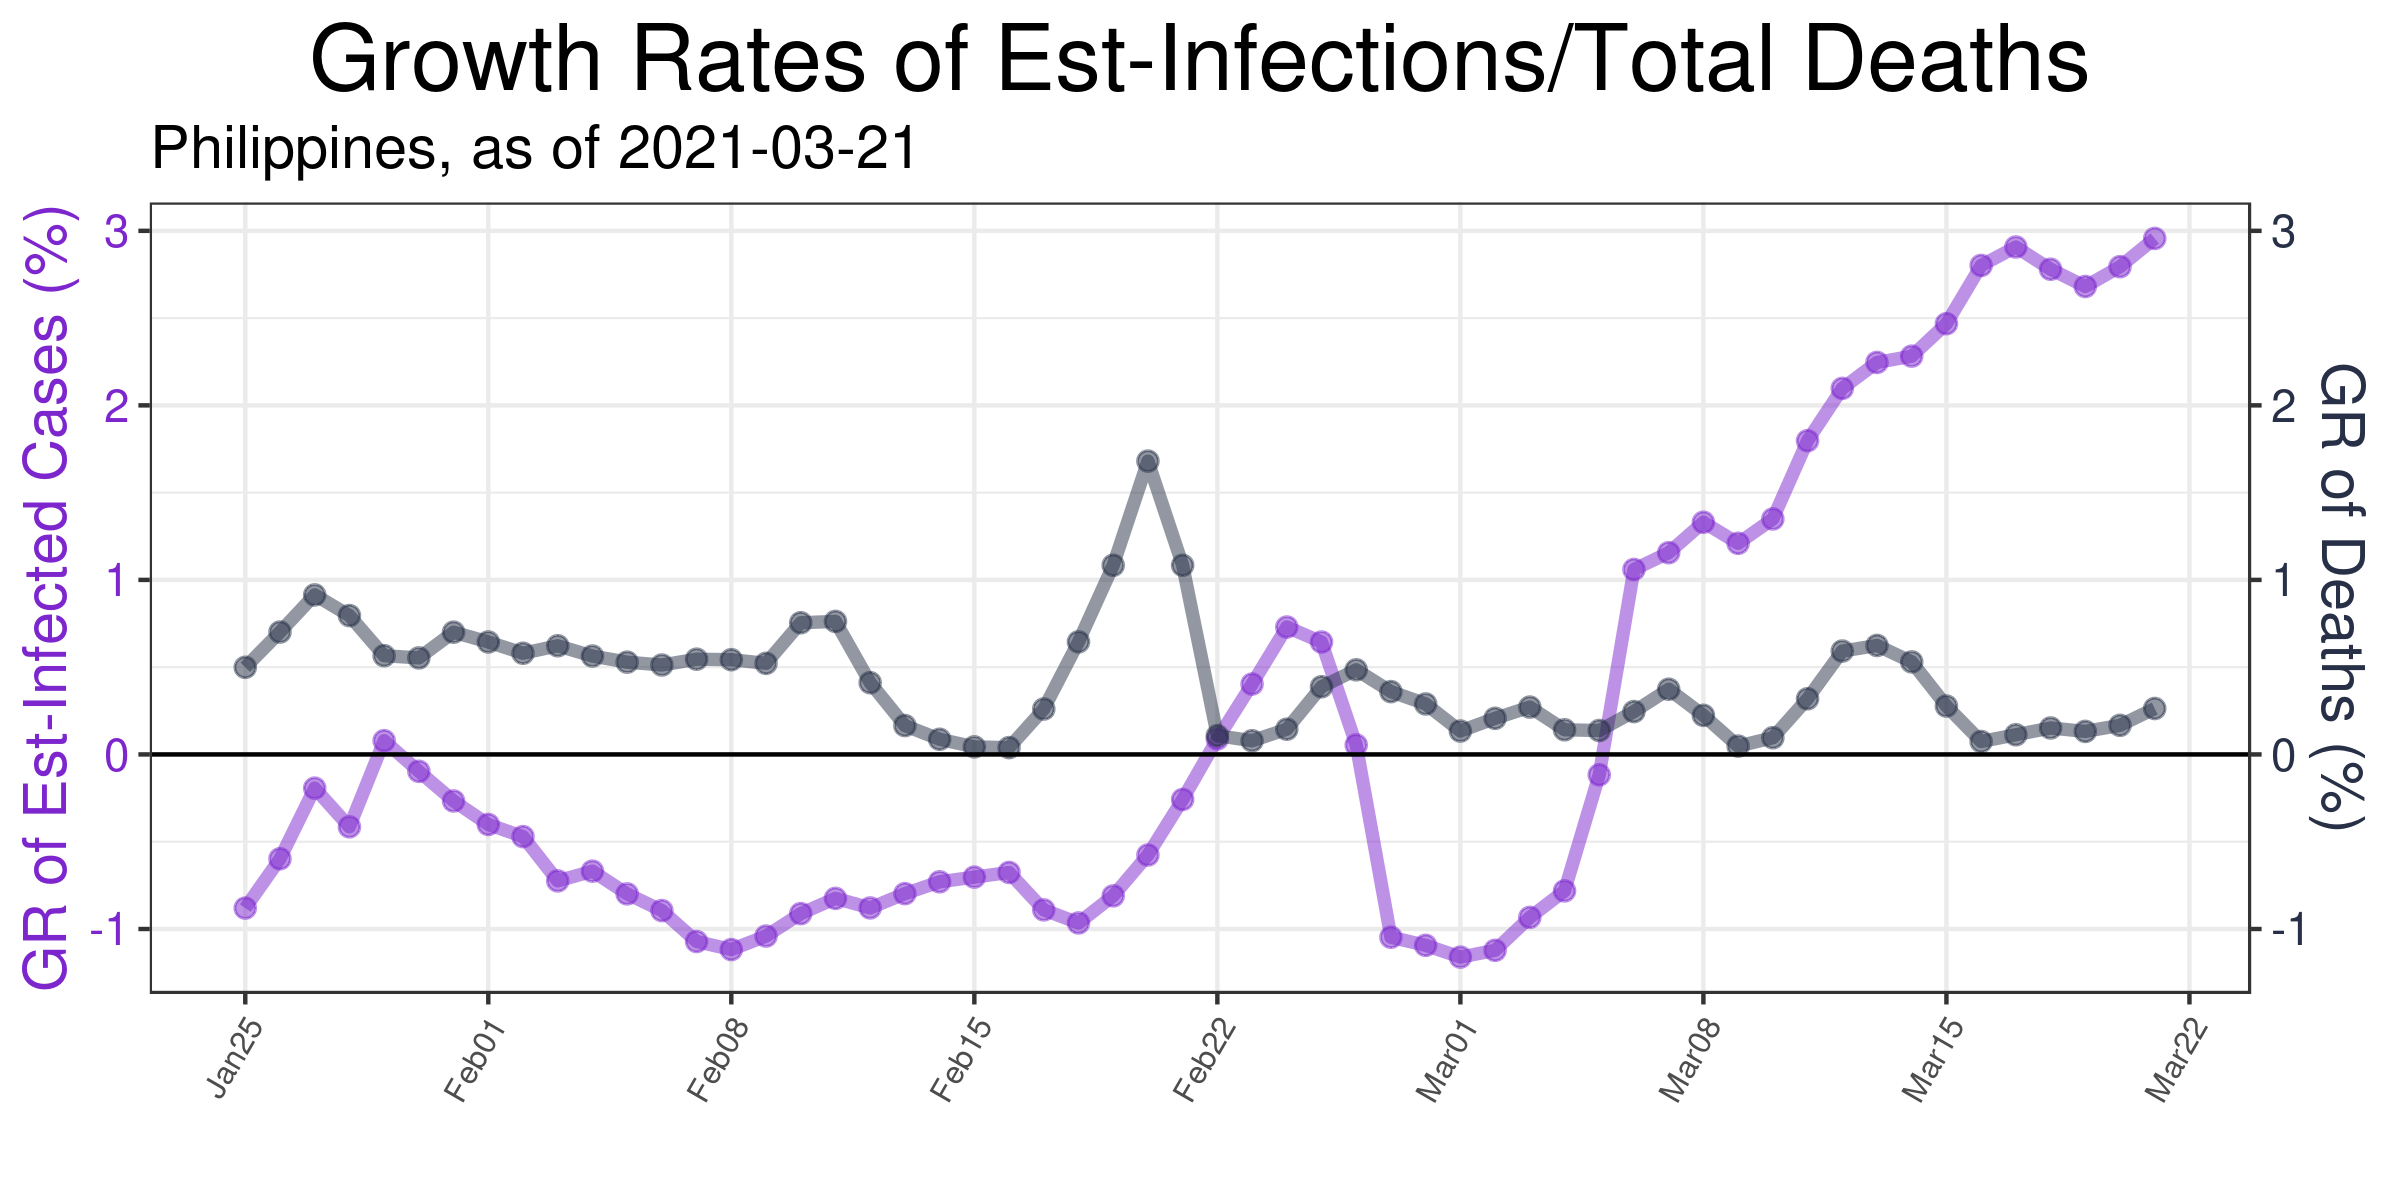 Growth Rates of Est-Infections/Total Deaths
Philippines, as of 2021-03-21
GR of Est-Infected Cases (%)
3
2
1
0
-1
3
2
1
0
-1
GR of Deaths (%)
Jan25
Feb01
Feb08
Feb15
Feb22
Mar01
Mar08
Mar15
Mar22